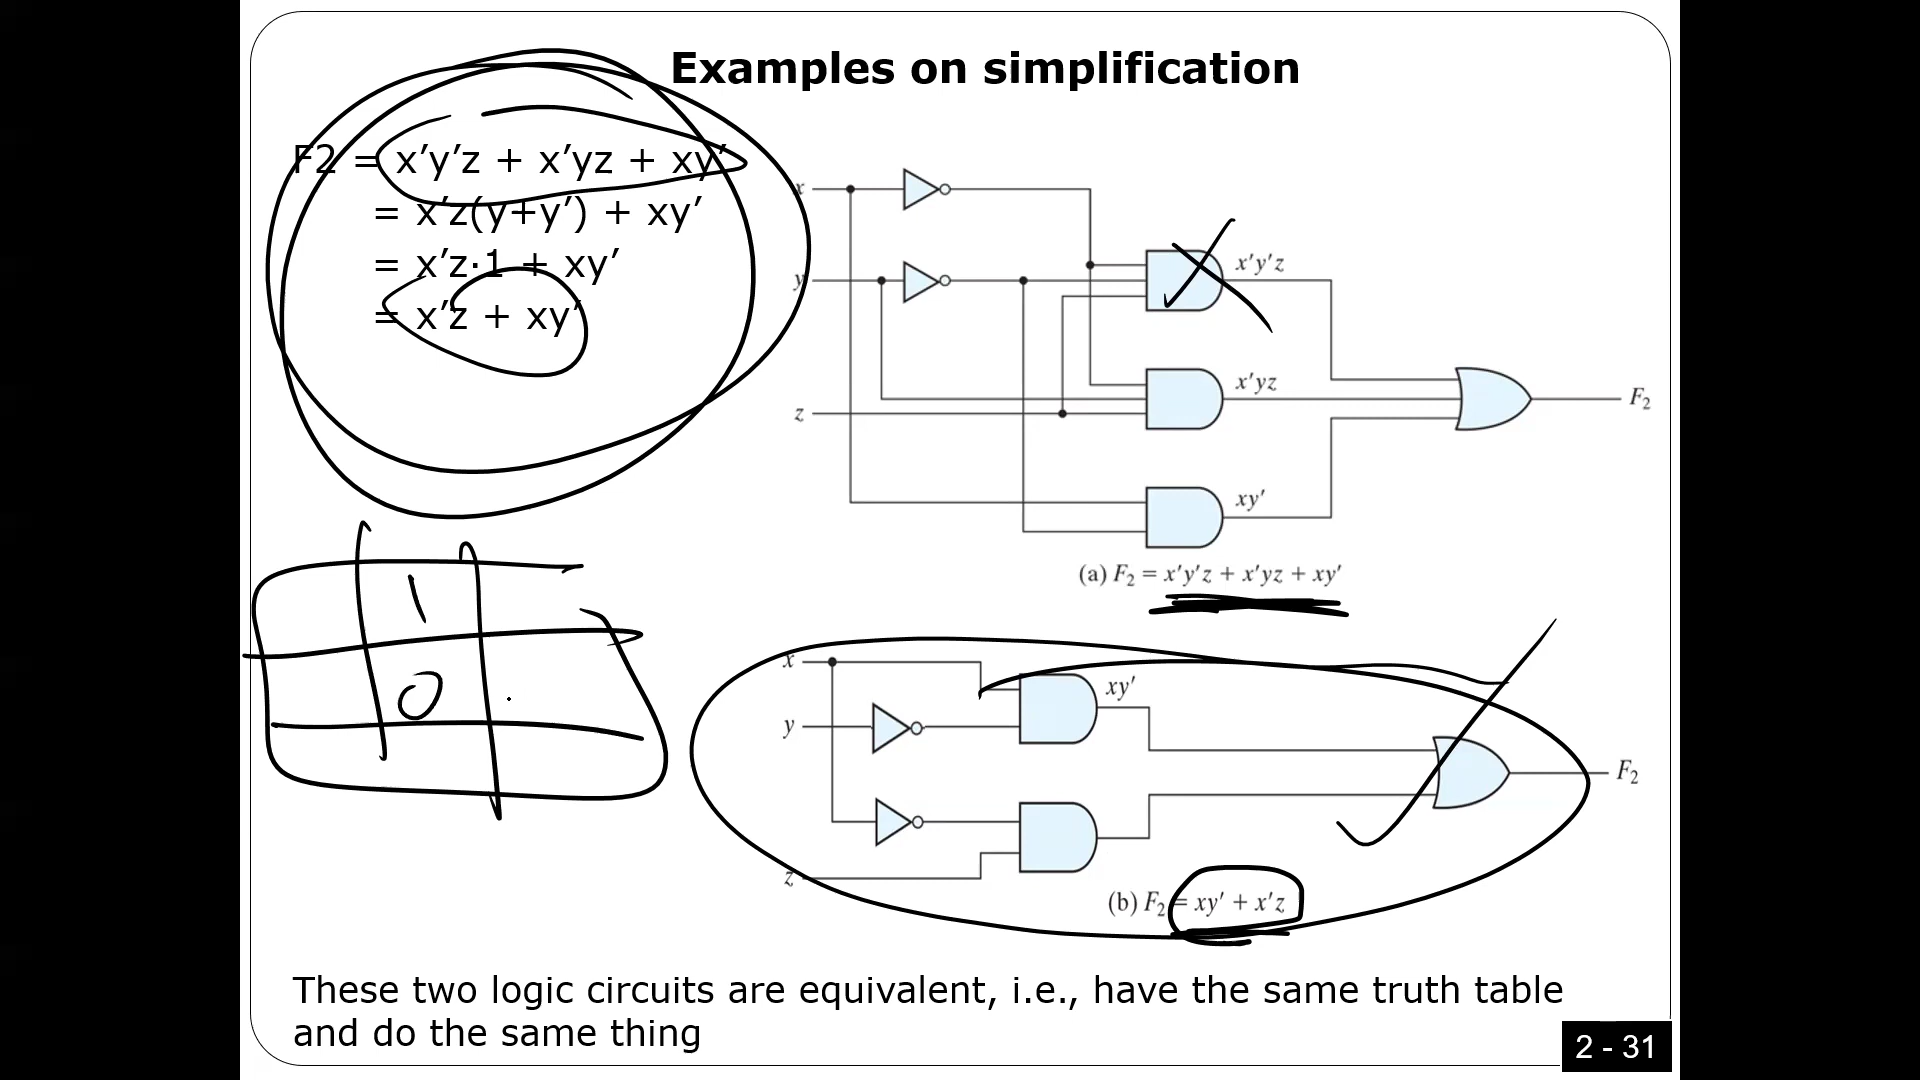 Examples on simplification
F2 = x′y′z + x′yz + xy′
= x′z(y+y′) + xy′
= x′z·1 + xy′
= x′z + xy′
x
x'y'z
y
x'yz
z
F₂
xy'
(a) F₂ = x'y'z + x'yz + xy'
1
0
x
xy'
y
F₂
z
(b) F₂ = xy' + x'z
These two logic circuits are equivalent, i.e., have the same truth table
and do the same thing
2 - 31